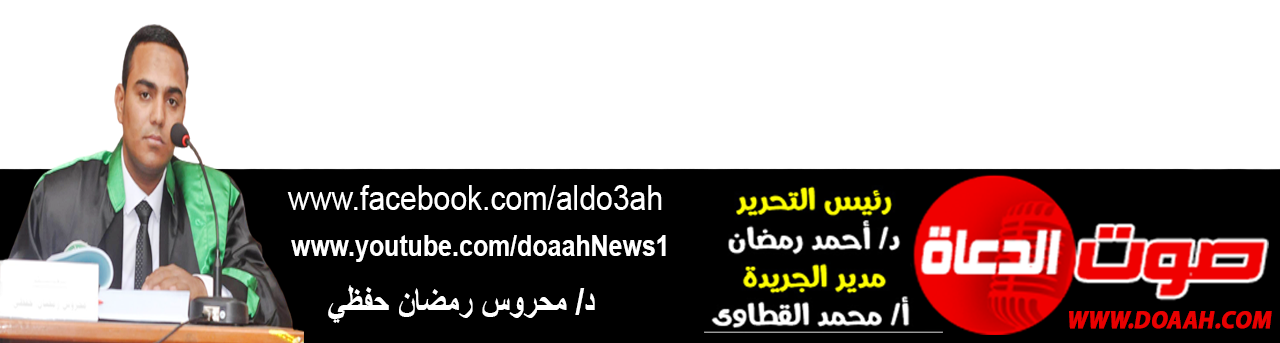 www.facebook.com/aldo3ah
www.youtube.com/doaahNews1
د/ محروس رمضان حفظي
رئيس التحرير
د/ أحمد رمضان
مدير الجريدة
أ/ محمد القطاوى
صوت الدعاة
WWW.DOAAH.COM